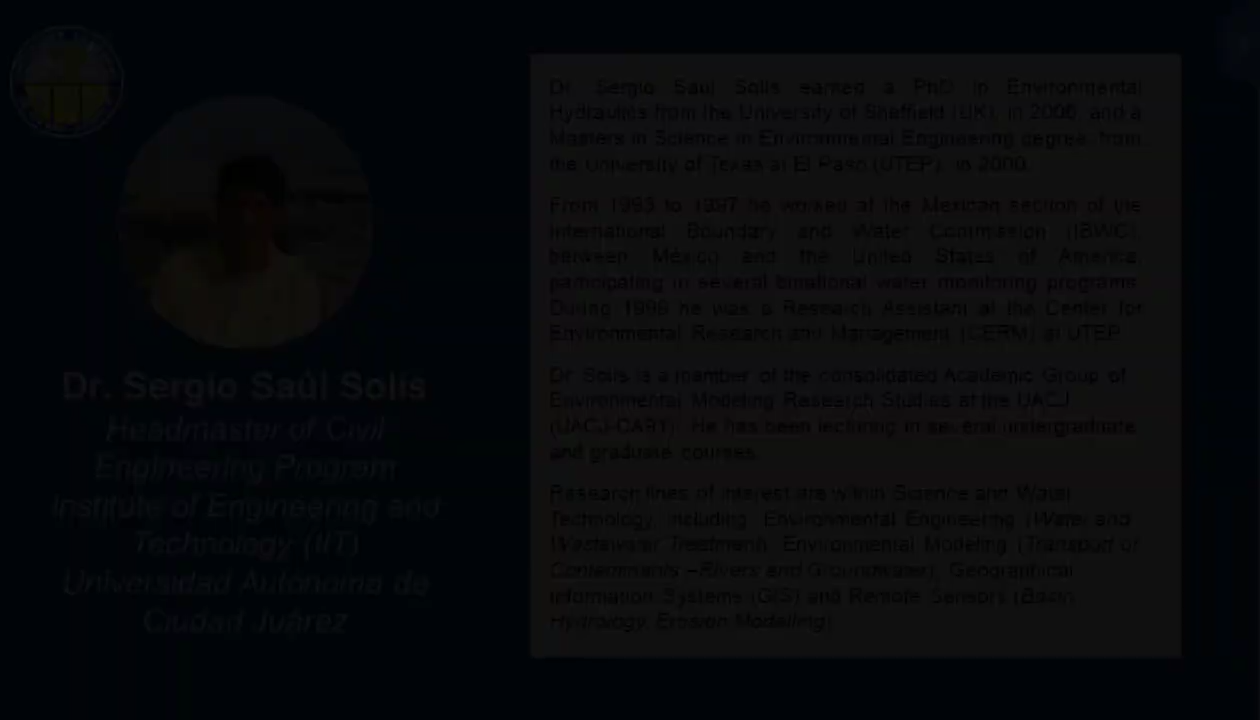 Dr. Sergio Saúl Solis
Headmaster of Civil
Engineering Program
Institute of Engineering and
Technology (IIT)
Universidad Autónoma de
Ciudad Juárez
Dr. Sergio Saul Solis earned a PhD in Environmental
Hydraulics from the University of Sheffield (UK), in 2005, and a
Masters in Science in Environmental Engineering degree, from
the University of Texas at El Paso (UTEP), in 2000.
From 1993 to 1997 he worked at the Mexican section of the
International Boundary and Water Commission (IBWC),
between México and the United States of America,
participating in several binational water monitoring programs.
During 1998 he was a Research Assistant at the Center for
Environmental Research and Management (CERM) at UTEP.
Dr. Solis is a member of the consolidated Academic Group of
Environmental Modeling Research Studies at the UACJ
He has been lecturing in several undergraduate
and graduate courses.
Research lines of interest are within Science and Water
Technology, including: Environmental Engineering (Water and
Wastewater Treatment), Environmental Modeling (Transport of
Contaminants – Rivers and Groundwater), Geographical
Information Systems (GIS) and Remote Sensors (Basin
Hydrology, Erosion Modelling)